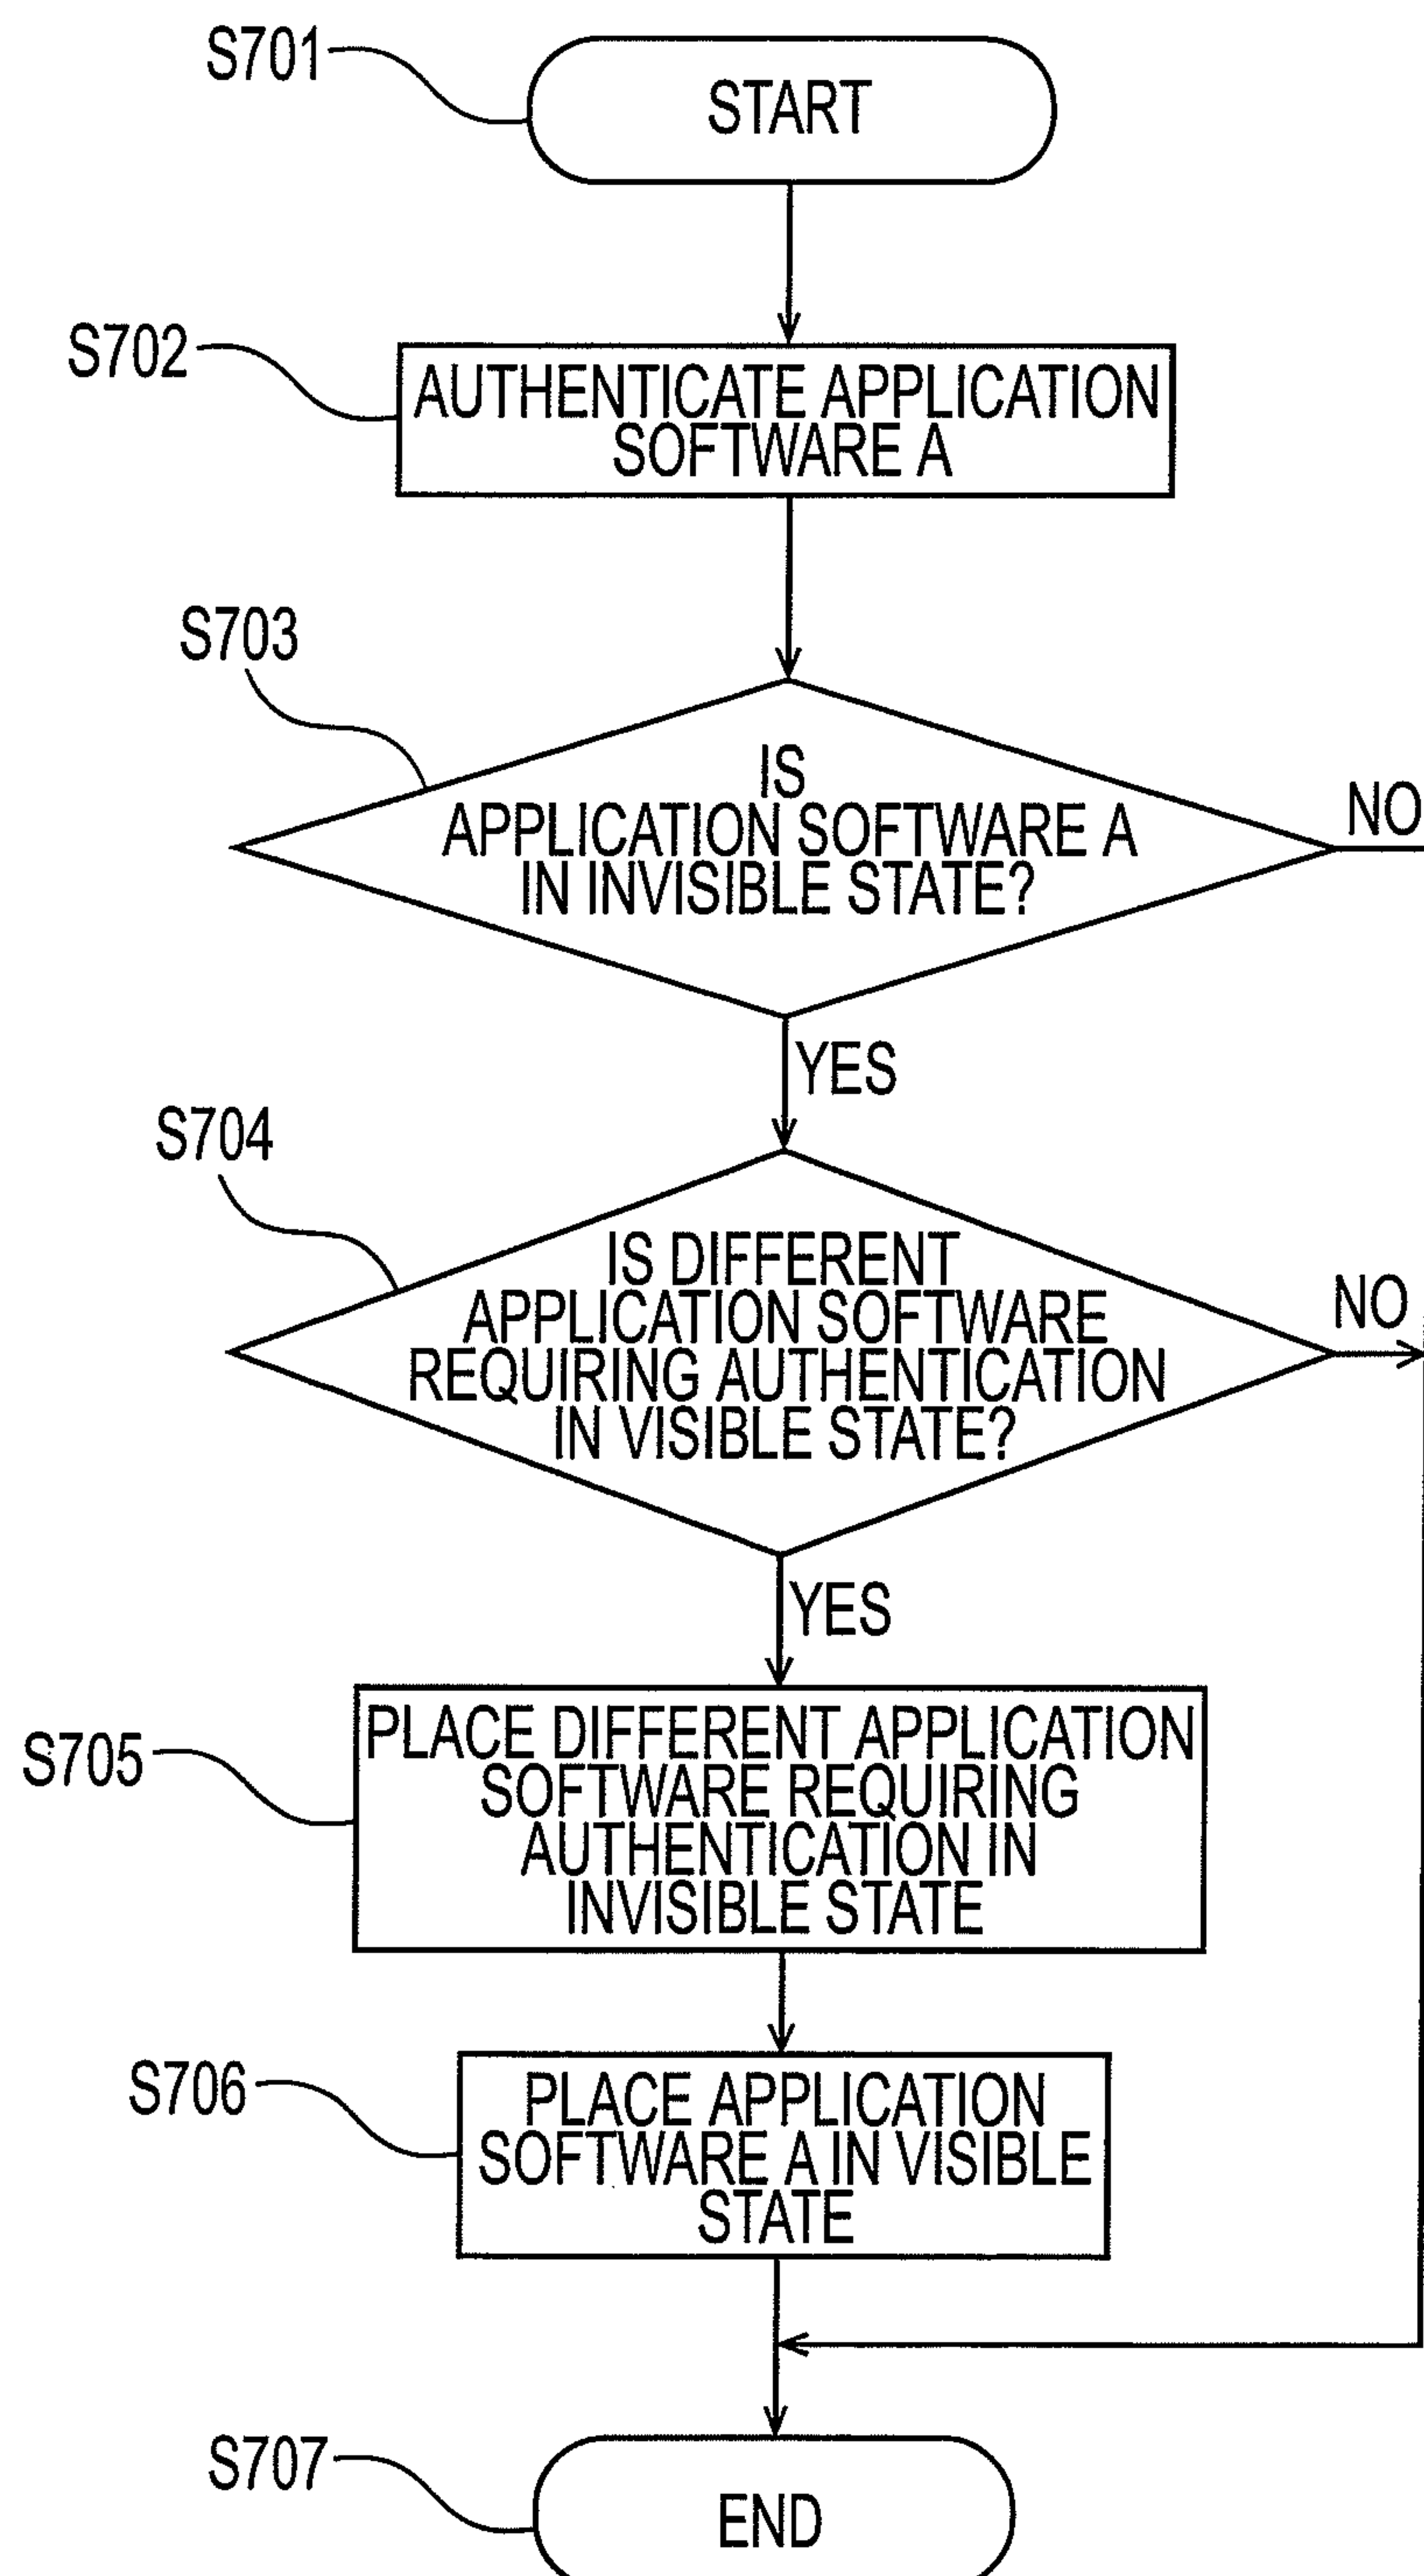 S701
START
S702
AUTHENTICATE APPLICATION
SOFTWARE A
S703
IS
APPLICATION SOFTWARE A
IN INVISIBLE STATE?
NO
YES
S704
IS DIFFERENT
APPLICATION SOFTWARE
REQUIRING AUTHENTICATION
IN VISIBLE STATE?
NO
YES
S705
PLACE DIFFERENT APPLICATION
SOFTWARE REQUIRING
AUTHENTICATION IN
INVISIBLE STATE
S706
PLACE APPLICATION
SOFTWARE A IN VISIBLE
STATE
S707
END